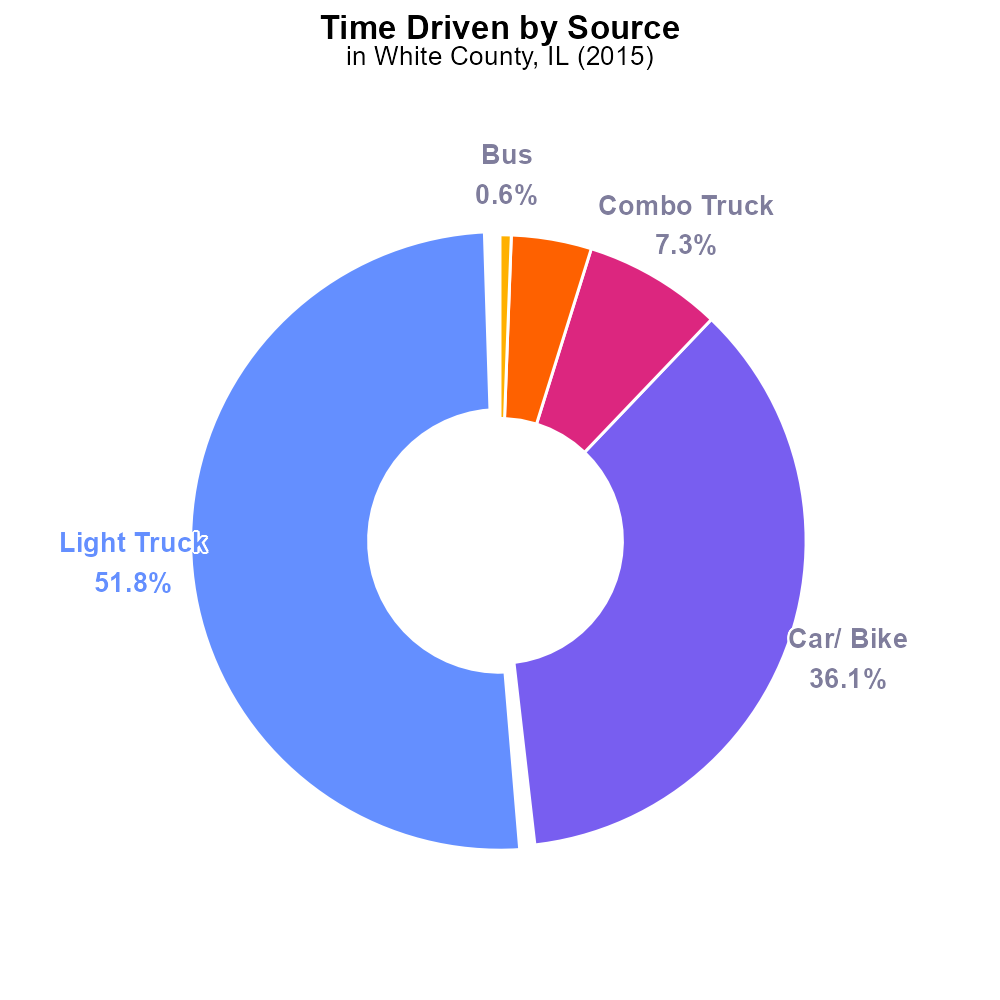 Time Driven by Source
in White County, IL (2015)
Bus
0.6%
Combo Truck
7.3%
Light Truck
51.8%
Car/ Bike
36.1%